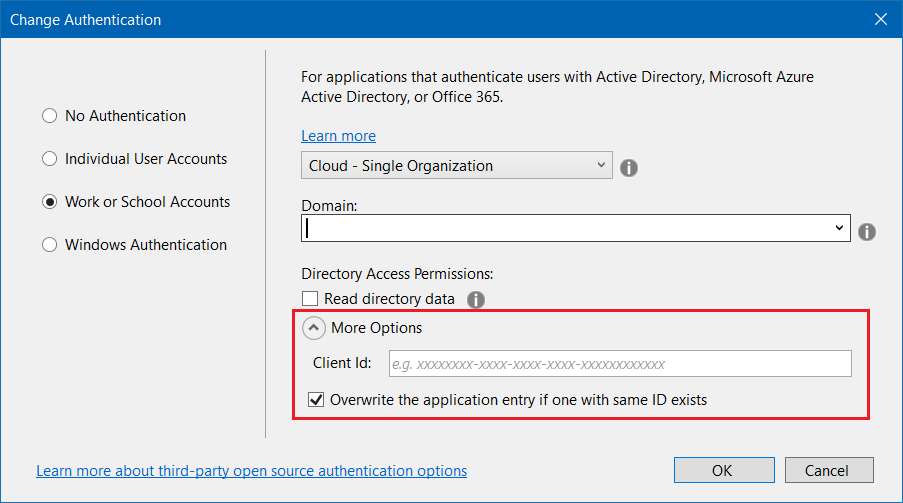 Change Authentication
No Authentication
Individual User Accounts
Work or School Accounts
Windows Authentication
For applications that authenticate users with Active Directory, Microsoft Azure
Active Directory, or Office 365.
Learn more
Cloud - Single Organization
Domain:
Directory Access Permissions:
Read directory data
More Options
Client Id:
e.g. xxxxxxxx-xxxx-xxxx-xxxx-xxxxxxxxxxxx
Overwrite the application entry if one with same ID exists
Learn more about third-party open source authentication options
OK
Cancel